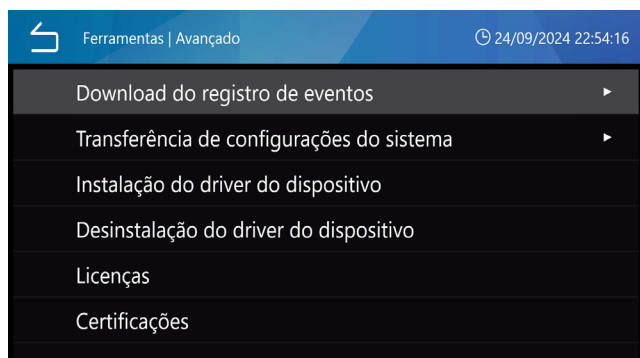 Ferramentas | Avançado 24/09/2024 22:54:16
Download do registro de eventos
Transferência de configurações do sistema
Instalação do driver do dispositivo
Desinstalação do driver do dispositivo
Licenças
Certificações